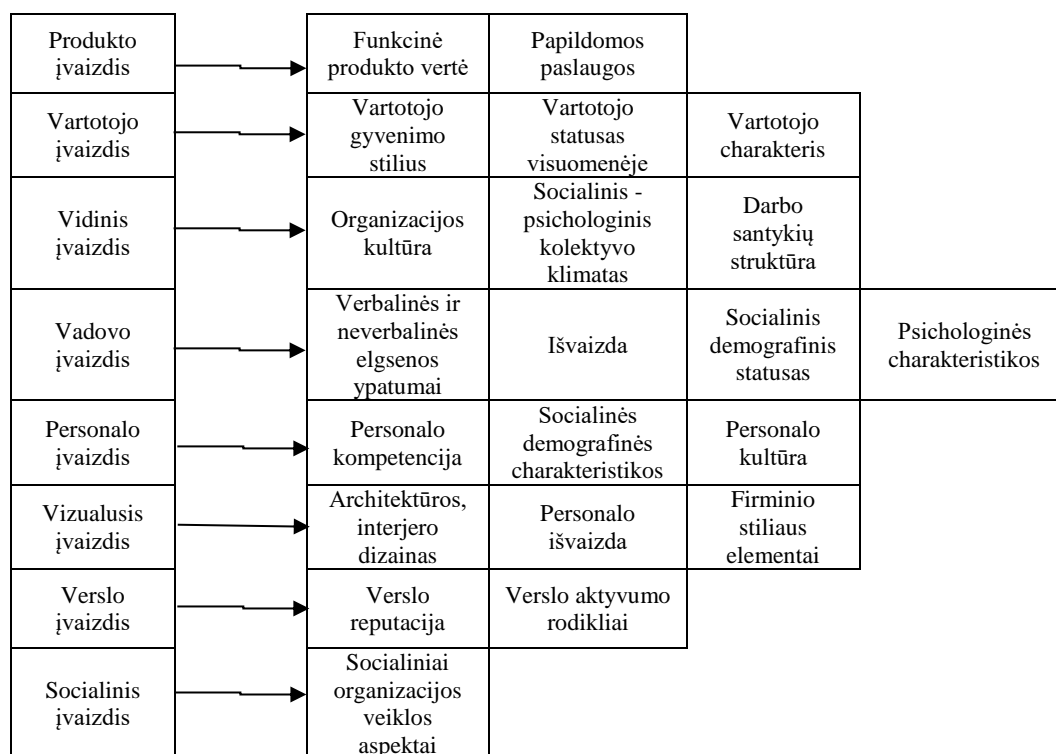 Produkto
įvaizdis
Funkcinė
produkto vertė
Papildomos
paslaugos
Vartotojo
įvaizdis
Vartotojo
gyvenimo
stilius
Vartotojo
statusas
visuomenėje
Vartotojo
charakteris
Vidinis
įvaizdis
Organizacijos
kultūra
Socialinis -
psichologinis
kolektyvo
klimatas
Darbo
santykių
struktūra
Vadovo
įvaizdis
Verbalinės ir
neverbalinės
elgsenos
ypatumai
Išvaizda
Socialinis
demografinis
statusas
Psichologinės
charakteristikos
Personalo
įvaizdis
Personalo
kompetencija
Socialinės
demografinės
charakteristikos
Personalo
kultūra
Vizualusis
įvaizdis
Architektūros,
interjero
dizainas
Personalo
išvaizda
Firminio
stiliaus
elementai
Verslo
įvaizdis
Verslo
reputacija
Verslo aktyvumo
rodikliai
Socialinis
įvaizdis
Socialiniai
organizacijos
veiklos
aspektai